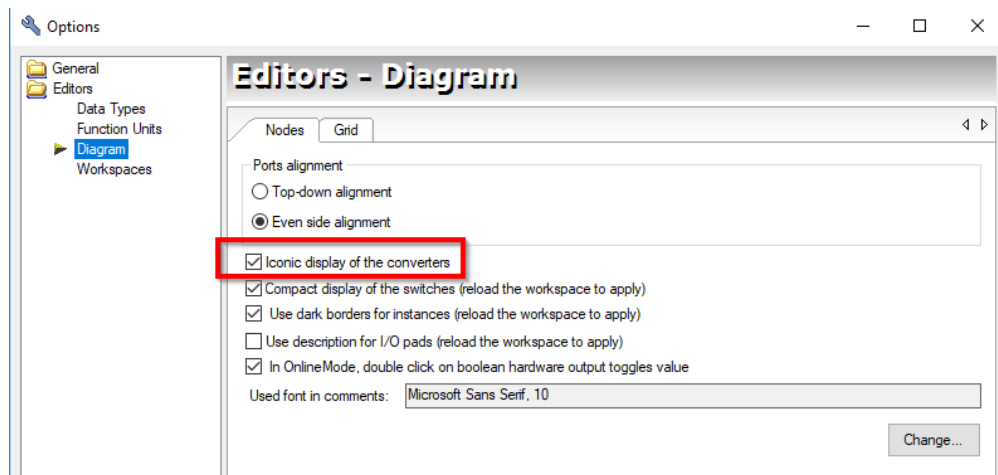 Options
General
Editors
Data Types
Function Units
Diagram
Workspaces
Editors - Diagram
Nodes
Grid
Ports alignment
Top-down alignment
Even side alignment
Iconic display of the converters
Compact display of the switches (reload the workspace to apply)
Use dark borders for instances (reload the workspace to apply)
Use description for I/O pads (reload the workspace to apply)
In OnlineMode, double click on boolean hardware output toggles value
Used font in comments: Microsoft Sans Serif, 10
Change...